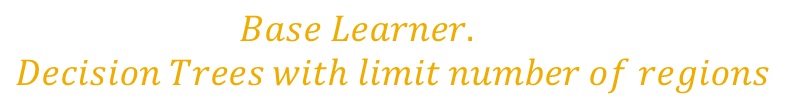 Base Learner.
Decision Trees with limit number of regions